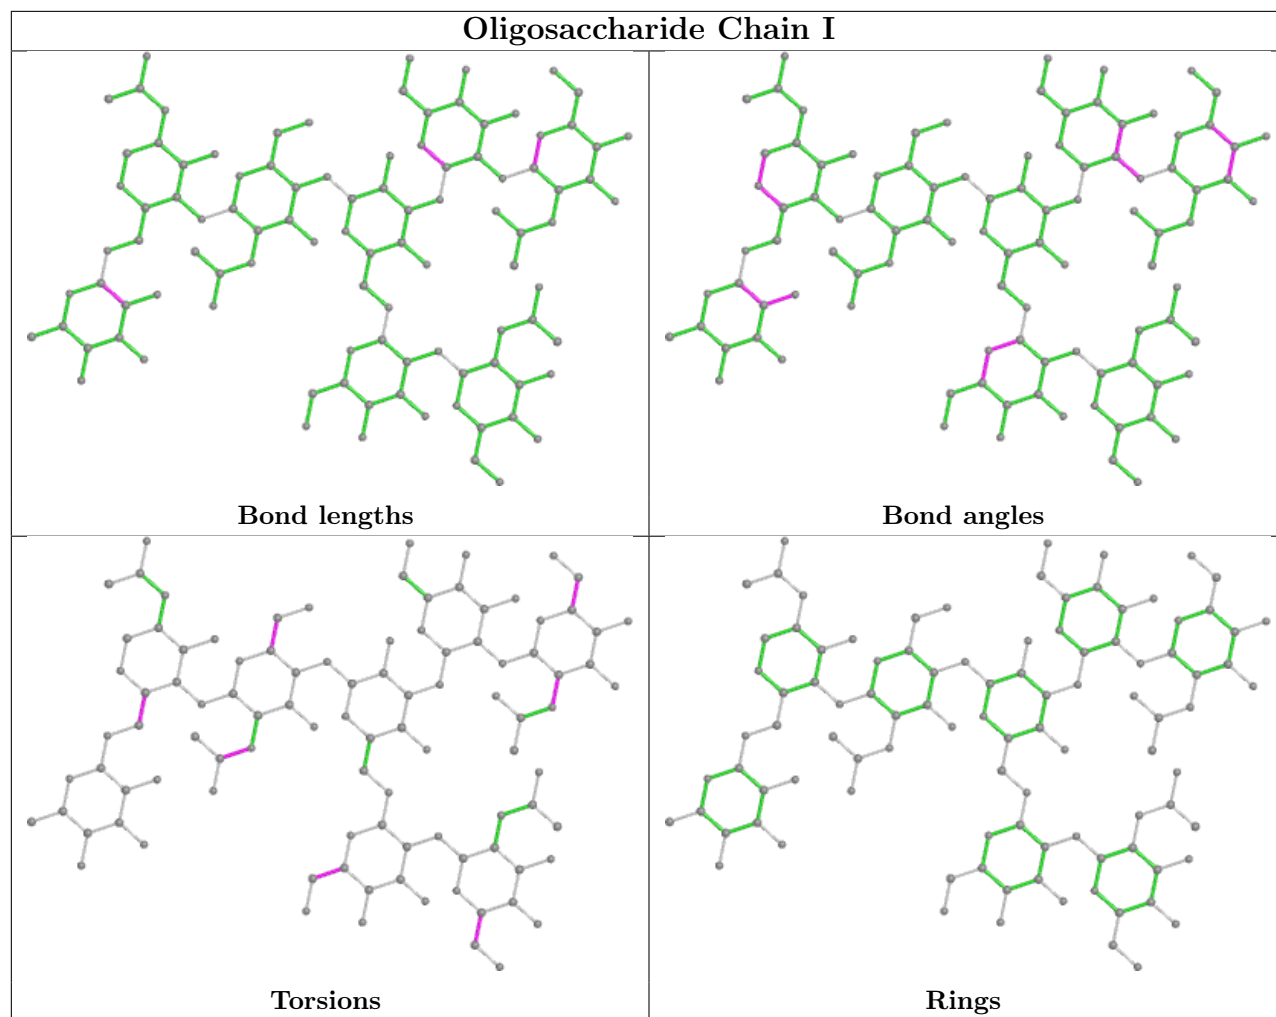 Oligosaccharide Chain I
Bond lengths
Bond angles
Torsions
Rings